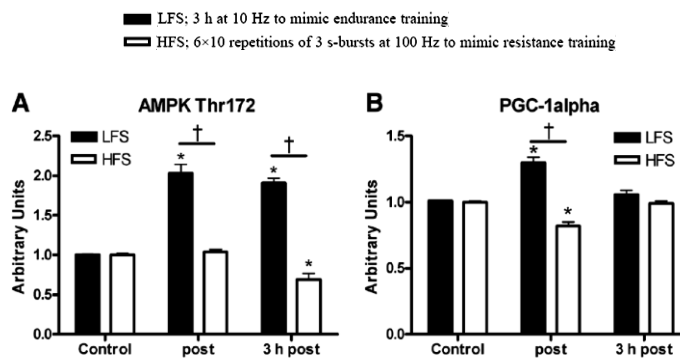 LFS; 3 h at 10 Hz to mimic endurance training
HFS; 6×10 repetitions of 3 s-bursts at 100 Hz to mimic resistance training
A
AMPK Thr172
Arbitrary Units
2.5
2.0
1.5
1.0
0.5
0.0
LFS
HFS
*
†
*
†
*
Control
post
3 h post
B
PGC-1alpha
Arbitrary Units
1.5
1.0
0.5
0.0
*
†
*
LFS
HFS
Control
post
3 h post